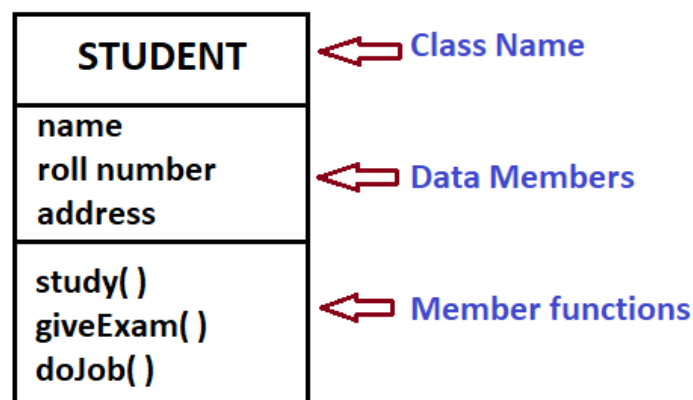 STUDENT
Class Name
name
roll number
address
Data Members
study( )
giveExam( )
doJob( )
Member functions